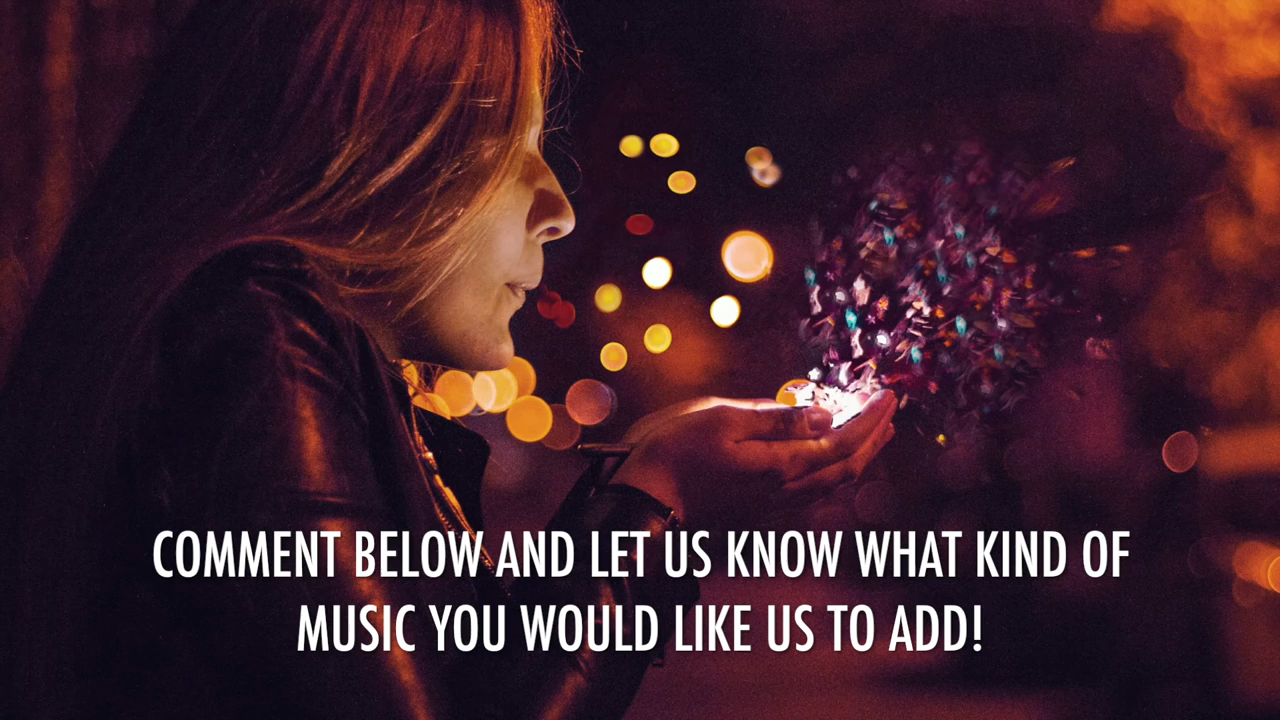 COMMENT BELOW AND LET US KNOW WHAT KIND OF
MUSIC YOU WOULD LIKE US TO ADD!